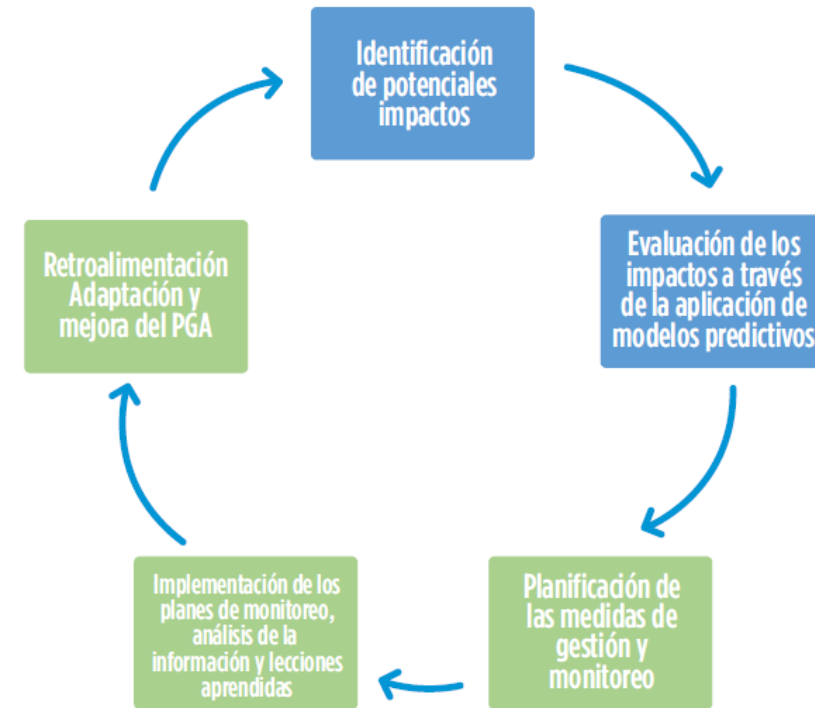 Identificación
de potenciales
impactos
Evaluación de los
impactos a través
de la aplicación de
modelos predictivos
Planificación de
las medidas de
gestión y
monitoreo
Implementación de los
planes de monitoreo,
análisis de la
información y lecciones
aprendidas
Retroalimentación
Adaptación y
mejora del PGA